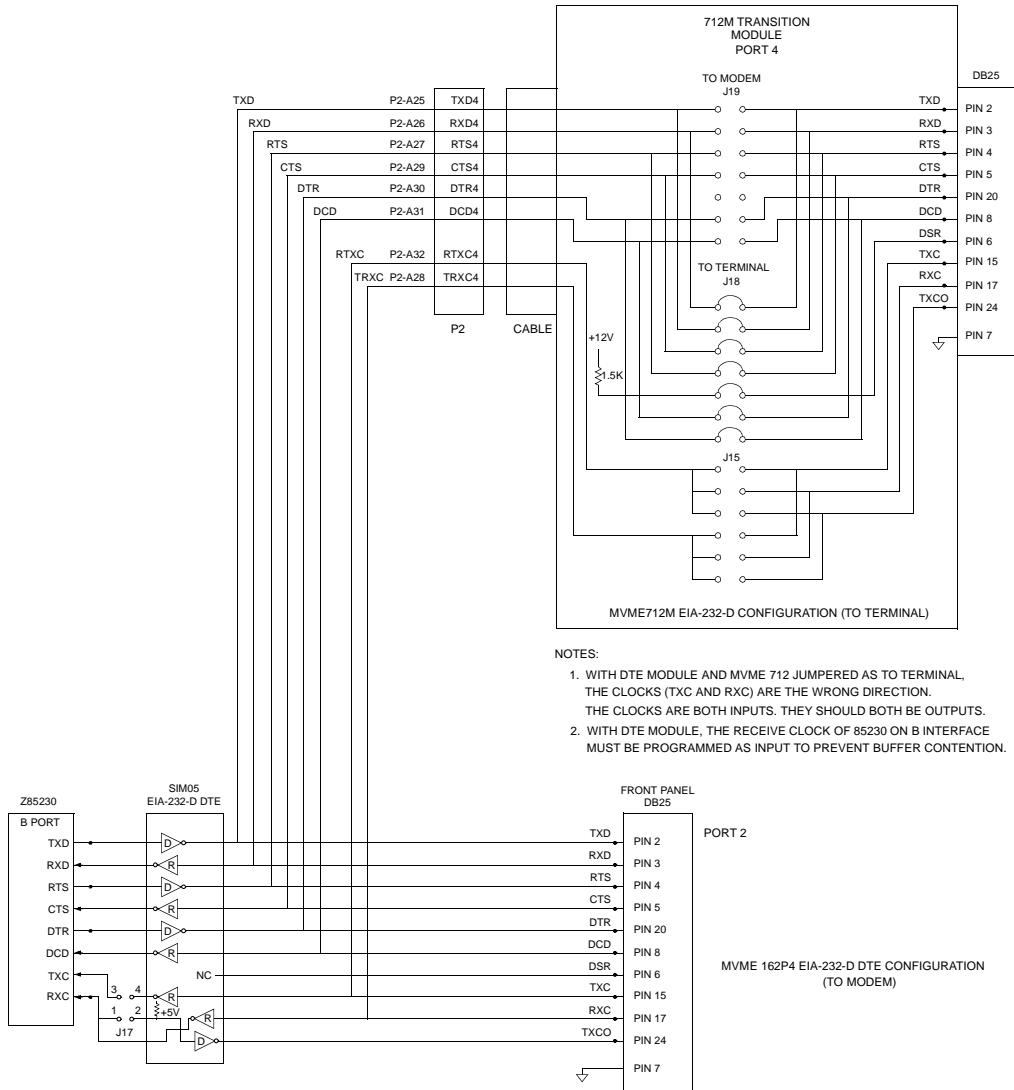 712M TRANSITION
MODULE
PORT 4
DB25
TO MODEM
J19
TXD P2-A25 TXD4 TXD PIN 2
RXD P2-A26 RXD4 RXD PIN 3
RTS P2-A27 RTS4 RTS PIN 4
CTS P2-A29 CTS4 CTS PIN 5
DTR P2-A30 DTR4 DTR PIN 20
DCD P2-A31 DCD4 DCD PIN 8
DSR PIN 6
RTXC P2-A32 RTXC4 TXC PIN 15
TRXC P2-A28 TRXC4 RXC PIN 17
TXCO PIN 24
PIN 7
TO TERMINAL
J18
P2 CABLE
+12V
1.5K
J15
MVME712M EIA-232-D CONFIGURATION (TO TERMINAL)
NOTES:
1. WITH DTE MODULE AND MVME 712 JUMPERED AS TO TERMINAL,
THE CLOCKS (TXC AND RXC) ARE THE WRONG DIRECTION.
THE CLOCKS ARE BOTH INPUTS. THEY SHOULD BOTH BE OUTPUTS.
2. WITH DTE MODULE, THE RECEIVE CLOCK OF 85230 ON B INTERFACE
MUST BE PROGRAMMED AS INPUT TO PREVENT BUFFER CONTENTION.
Z85230
B PORT
SIM05
EIA-232-D DTE
FRONT PANEL
DB25
PORT 2
TXD D TXD PIN 2
RXD R RXD PIN 3
RTS D RTS PIN 4
CTS R CTS PIN 5
DTR D DTR PIN 20
DCD R DCD PIN 8
NC DSR PIN 6
TXC 3 4 R TXC PIN 15
RXC 1 2 +5V R RXC PIN 17
J17 D TXCO PIN 24
PIN 7
MVME 162P4 EIA-232-D DTE CONFIGURATION
(TO MODEM)